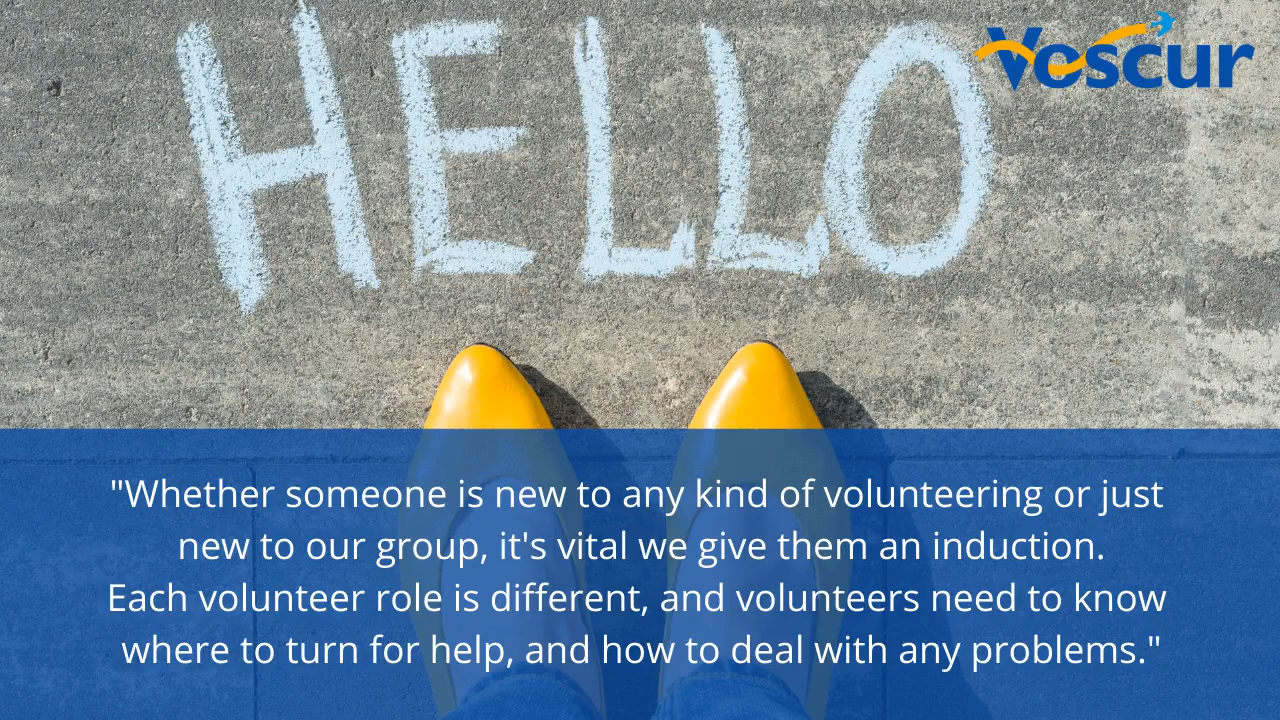 HELLO
Vescur
"Whether someone is new to any kind of volunteering or just
new to our group, it's vital we give them an induction.
Each volunteer role is different, and volunteers need to know
where to turn for help, and how to deal with any problems."